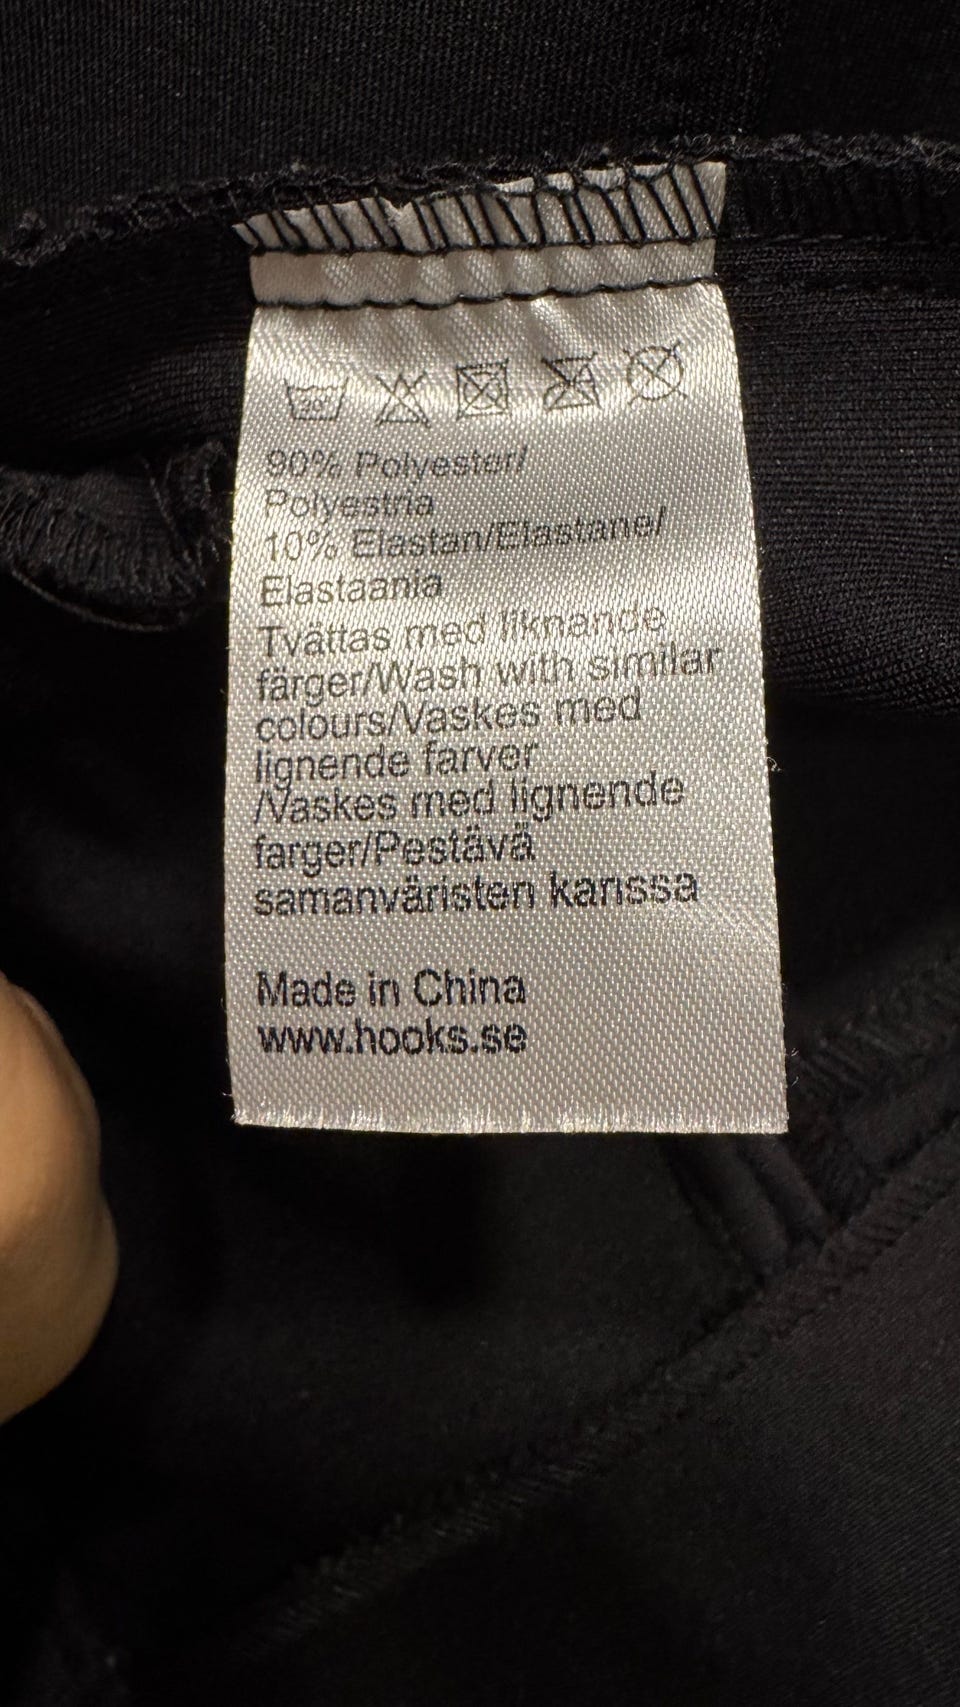 30
90% Polyester/
Polyestria
10% Elastan/Elastane/
Elastaania
Tvättas med liknande
färger/Wash with similar
colours/Vaskes med
lignende farver
/Vaskes med lignende
farger/Pestävä
samanväristen kanssa
Made in China
www.hooks.se